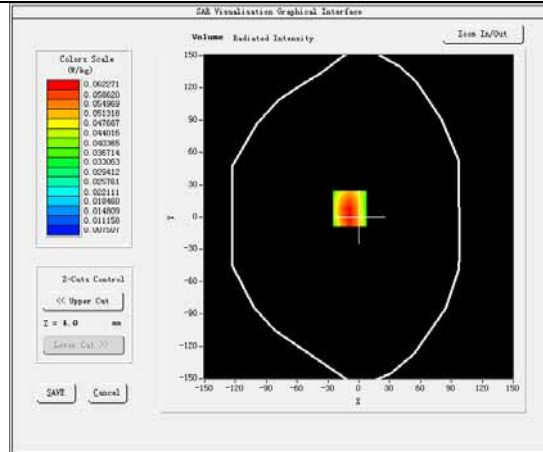 SAR Visualisation Graphical Interface
Volume Radiated Intensity
Zoom In/Out
Colors Scale
(W/kg)
0.062271
0.058620
0.054969
0.051318
0.047667
0.044016
0.040365
0.036714
0.033063
0.029412
0.025761
0.022111
0.018460
0.014809
0.011158
0.007507
Z-Cuts Control
<< Upper Cut
Z = 4.0 mm
Lower Cut >>
SAVE
Cancel
150
120
90
60
30
0
-30
-60
-90
-120
-150
Y
-150 -120 -90 -60 -30 0 30 60 90 120 150
X